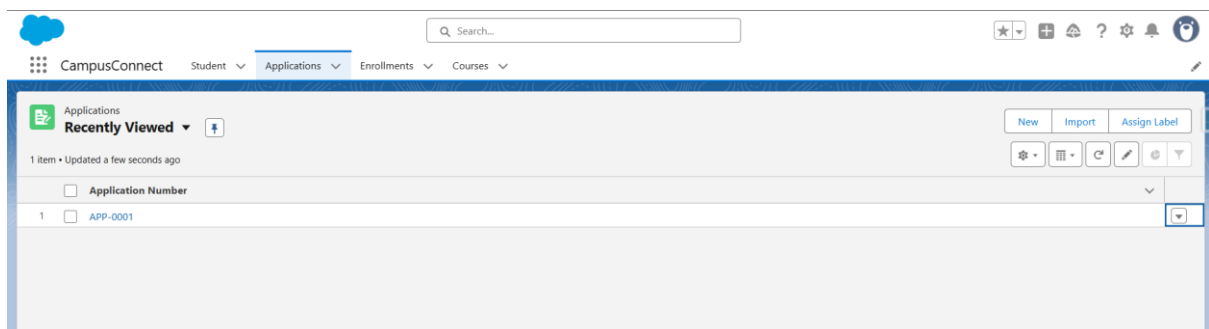 Search...
CampusConnect Student Applications Enrollments Courses
Applications
Recently Viewed
New Import Assign Label
1 item • Updated a few seconds ago
Application Number
1 APP-0001